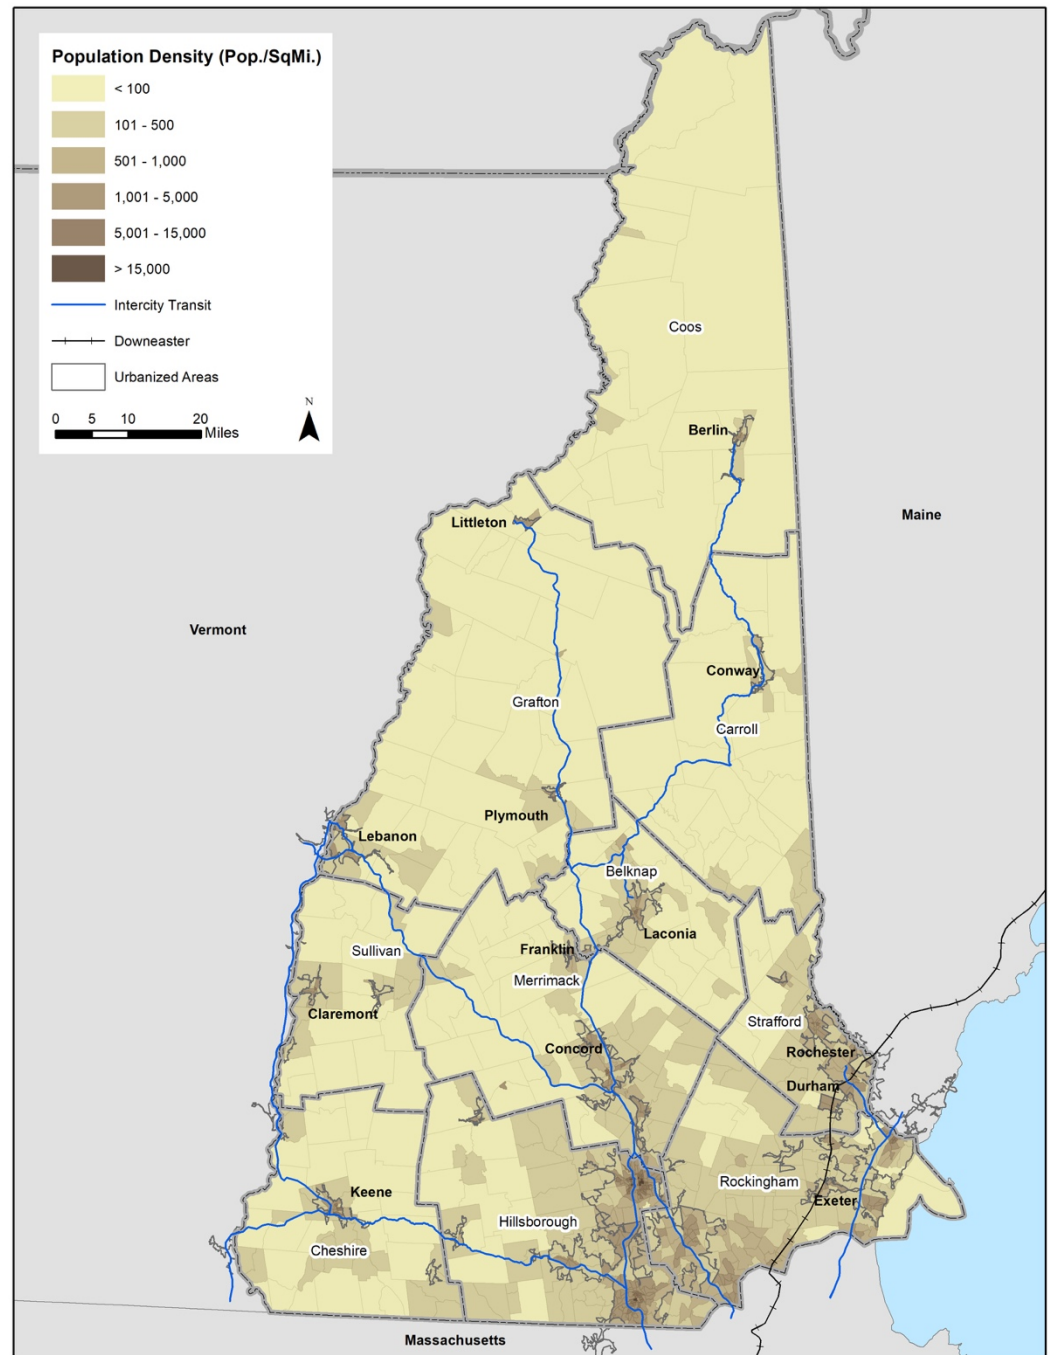 Population Density (Pop./SqMi.)
< 100
101 - 500
501 - 1,000
1,001 - 5,000
5,001 - 15,000
> 15,000
Intercity Transit
Downeaster
Urbanized Areas
N
0 5 10 20
Miles
Coos
Berlin
Littleton
Maine
Vermont
Conway
Grafton
Carroll
Plymouth
Lebanon
Belknap
Laconia
Franklin
Sullivan
Merrimack
Claremont
Strafford
Concord
Rochester
Durham
Rockingham
Keene
Exeter
Hillsborough
Cheshire
Massachusetts